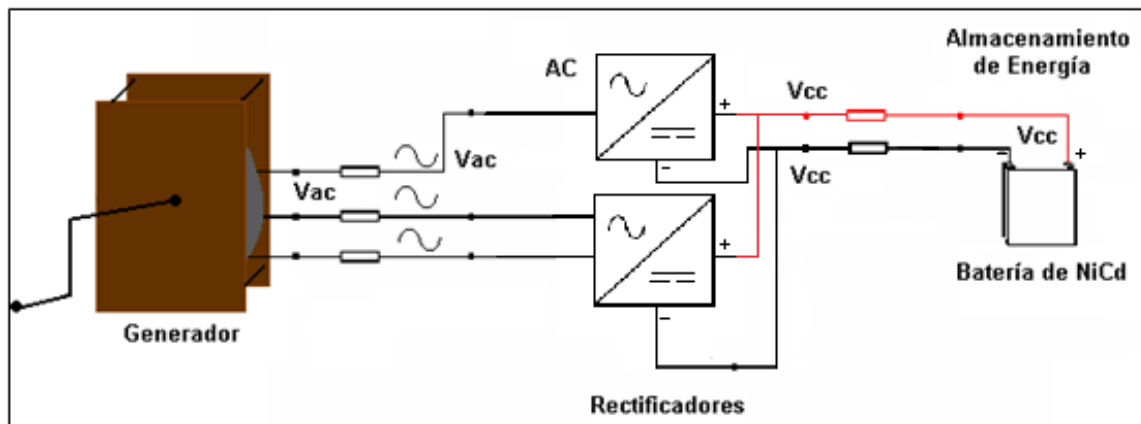 Almacenamiento
de Energía
AC
Vcc
+
Vcc
Vac
Vac
-
Vcc
-
+
+
-
Batería de NiCd
Generador
Rectificadores